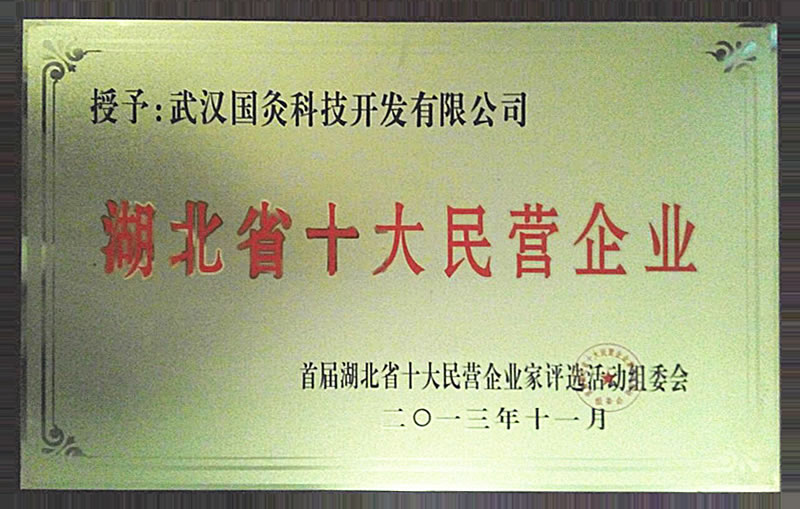 授予:武汉国灸科技开发有限公司
湖北省十大民营企业
首届湖北省十大民营企业家评选活动组委会
二〇一三年十一月